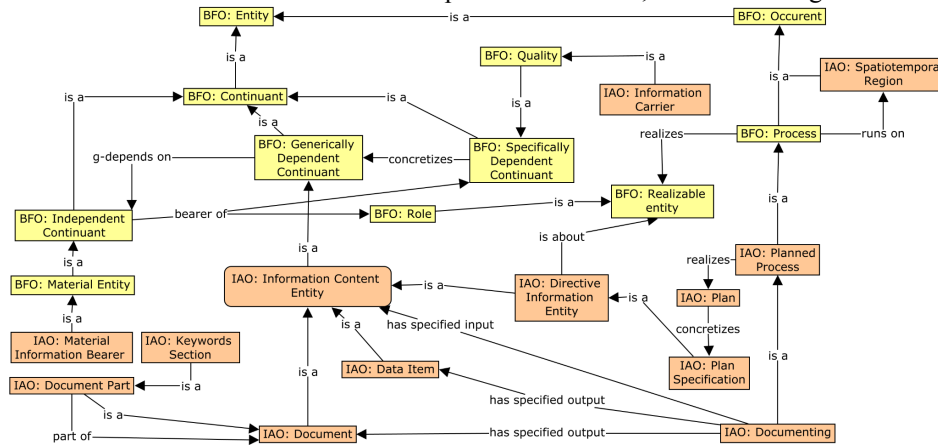 BFO: Entity
is a
BFO: Occurent
is a
BFO: Quality
is a
is a
IAO: Spatiotempora
Region
is a
BFO: Continuant
is a
is a
is a
IAO: Information
Carrier
is a
BFO: Generically
Dependent
Continuant
concretizes
BFO: Specifically
Dependent
Continuant
realizes
BFO: Process
runs on
g-depends on
BFO: Independent
Continuant
bearer of
BFO: Role
is a
BFO: Realizable
entity
is a
is about
is a
is a
BFO: Material Entity
IAO: Information Content
Entity
is a
IAO: Directive
Information
Entity
realizes
IAO: Planned
Process
is a
IAO: Plan
is a
IAO: Material
Information Bearer
IAO: Keywords
Section
has specified input
is a
concretizes
is a
IAO: Data Item
IAO: Plan
Specification
is a
IAO: Document Part
is a
is a
is a
has specified output
part of
IAO: Document
has specified output
IAO: Documenting